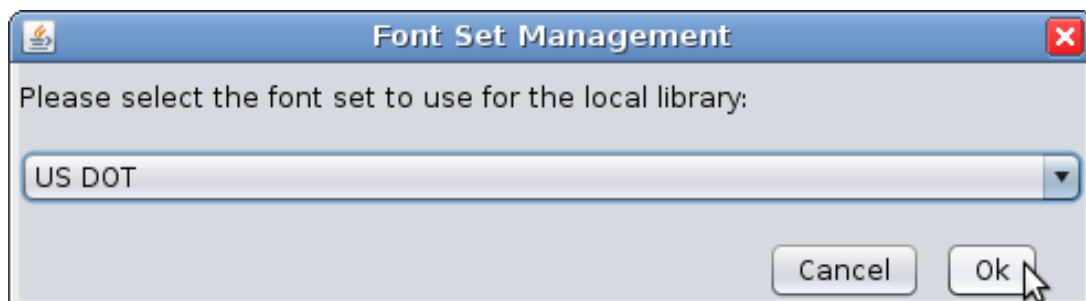 Font Set Management
Please select the font set to use for the local library:
US DOT
Cancel Ok